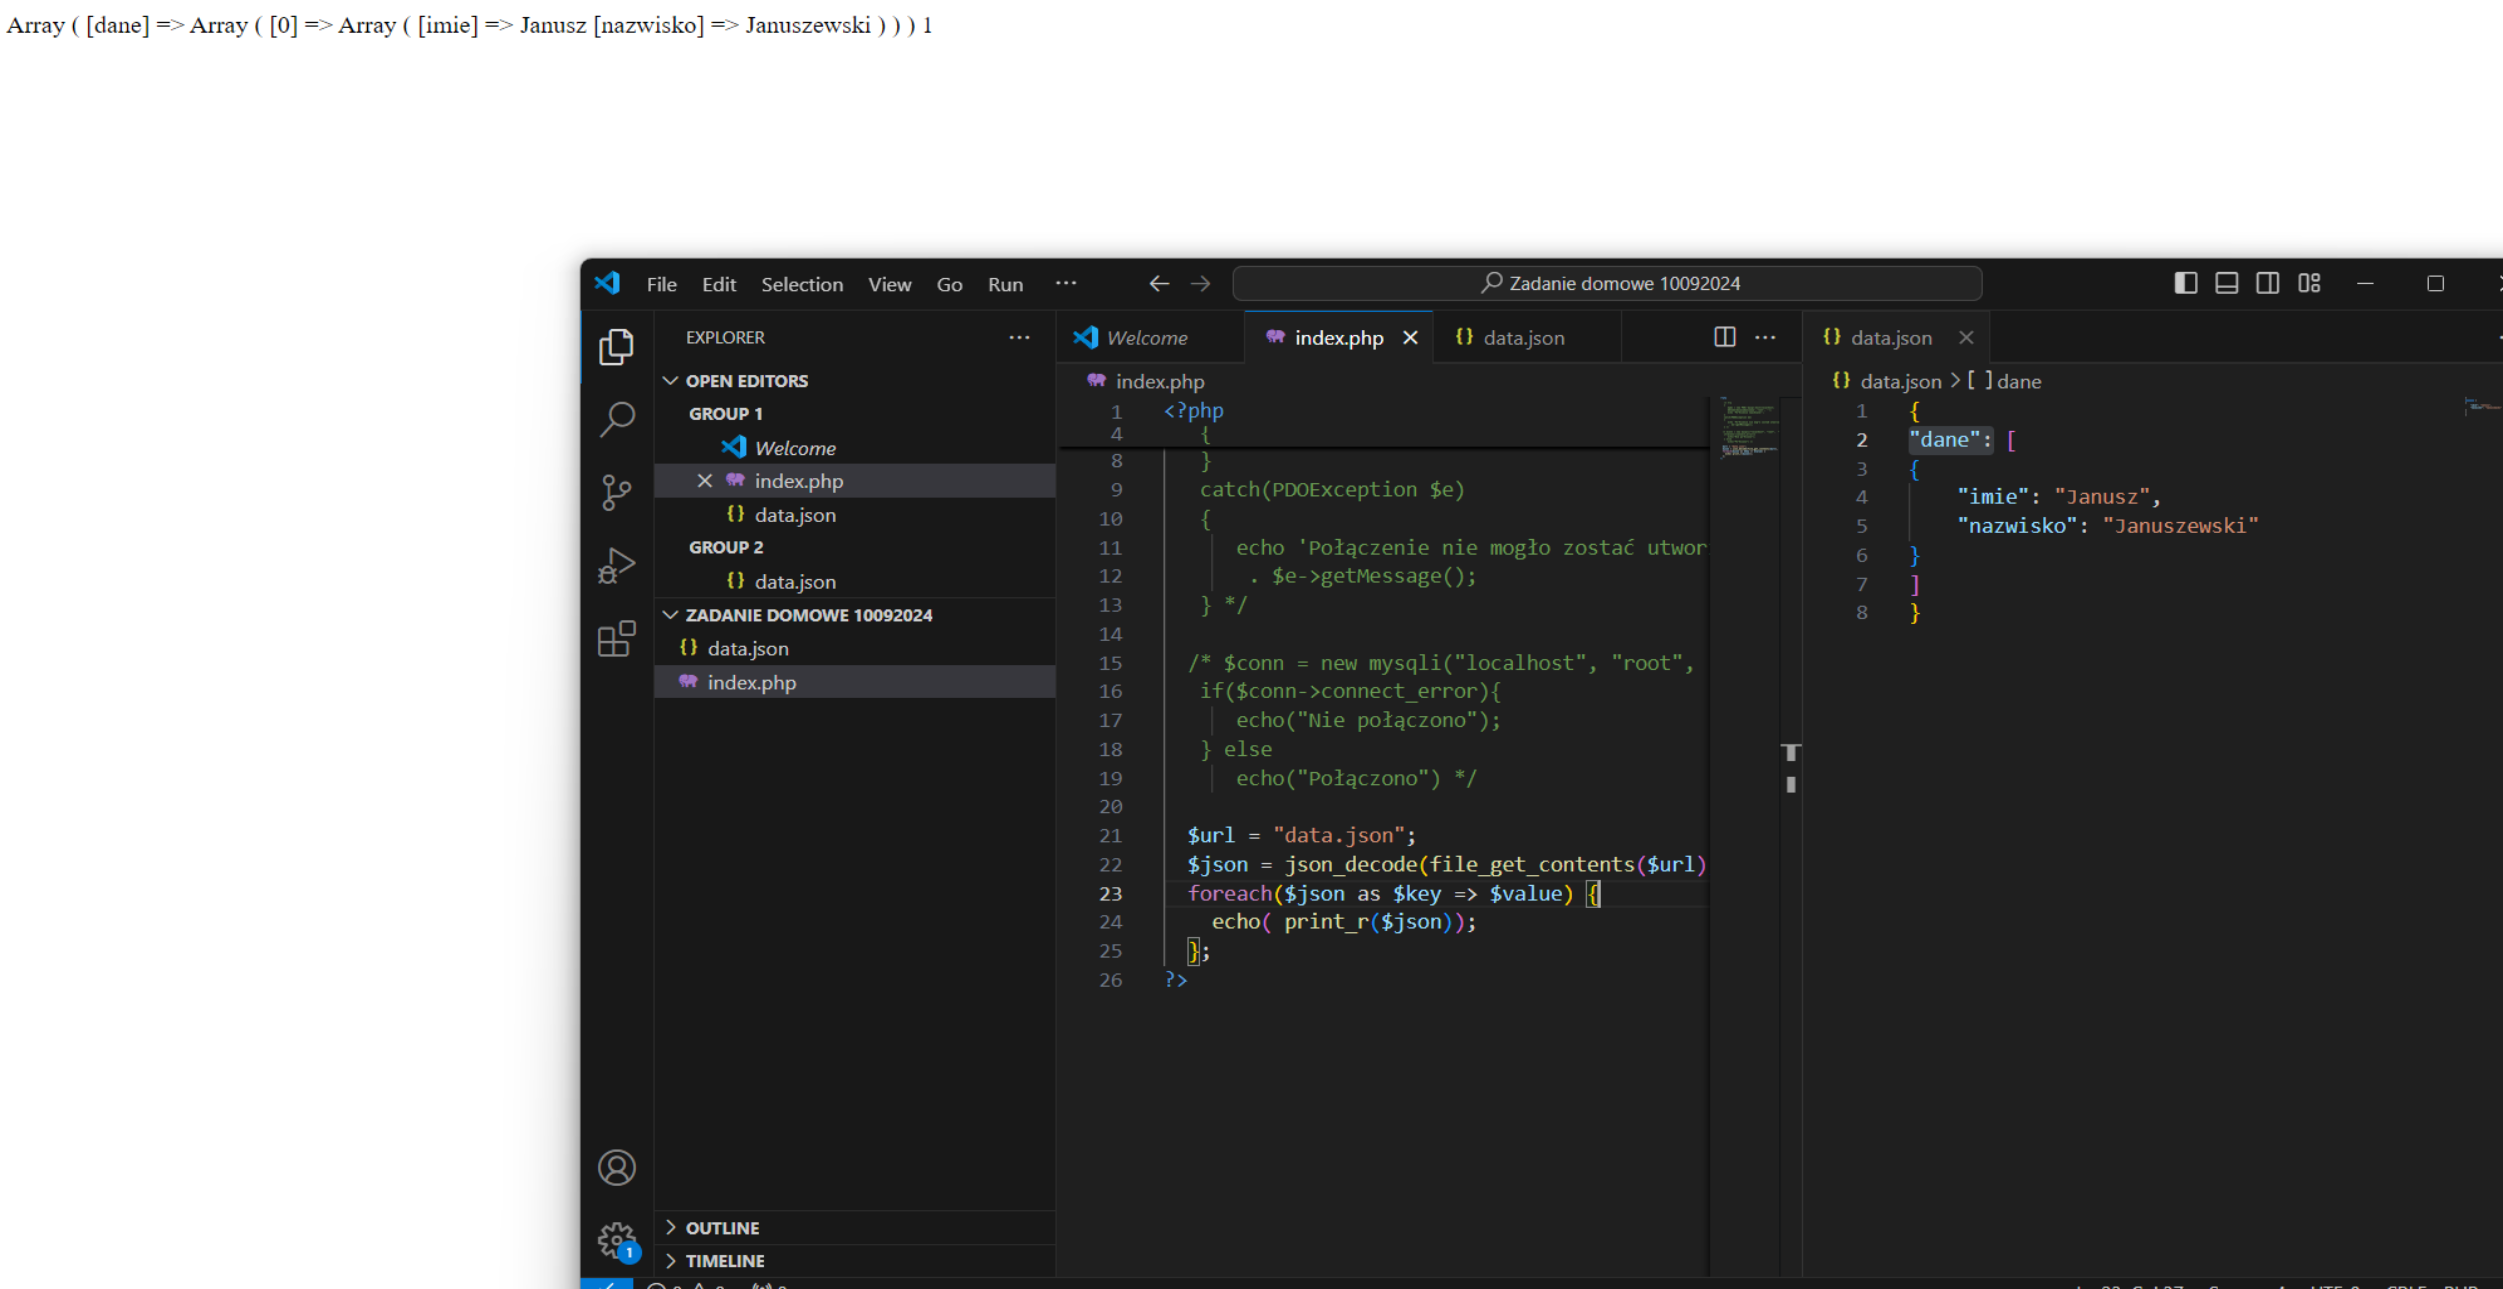 Array ( [dane] => Array ( [0] => Array ( [imie] => Janusz [nazwisko] => Januszewski ) ) ) 1
File Edit Selection View Go Run ··· Zadanie domowe 10092024
EXPLORER
OPEN EDITORS
GROUP 1
Welcome
index.php
data.json
GROUP 2
data.json
ZADANIE DOMOWE 10092024
data.json
index.php
OUTLINE
TIMELINE
1
Welcome index.php data.json
index.php
1 <?php
4 {
8 }
9 catch(PDOException $e)
10 {
11 echo 'Połączenie nie mogło zostać utwor
12 . $e->getMessage();
13 } */
14
15 /* $conn = new mysqli("localhost", "root",
16 if($conn->connect_error){
17 echo("Nie połączono");
18 } else
19 echo("Połączono") */
20
21 $url = "data.json";
22 $json = json_decode(file_get_contents($url)
23 foreach($json as $key => $value) {
24 echo( print_r($json));
25 };
26 ?>
data.json
data.json > [ ] dane
1 {
2 "dane": [
3 {
4 "imie": "Janusz",
5 "nazwisko": "Januszewski"
6 }
7 ]
8 }